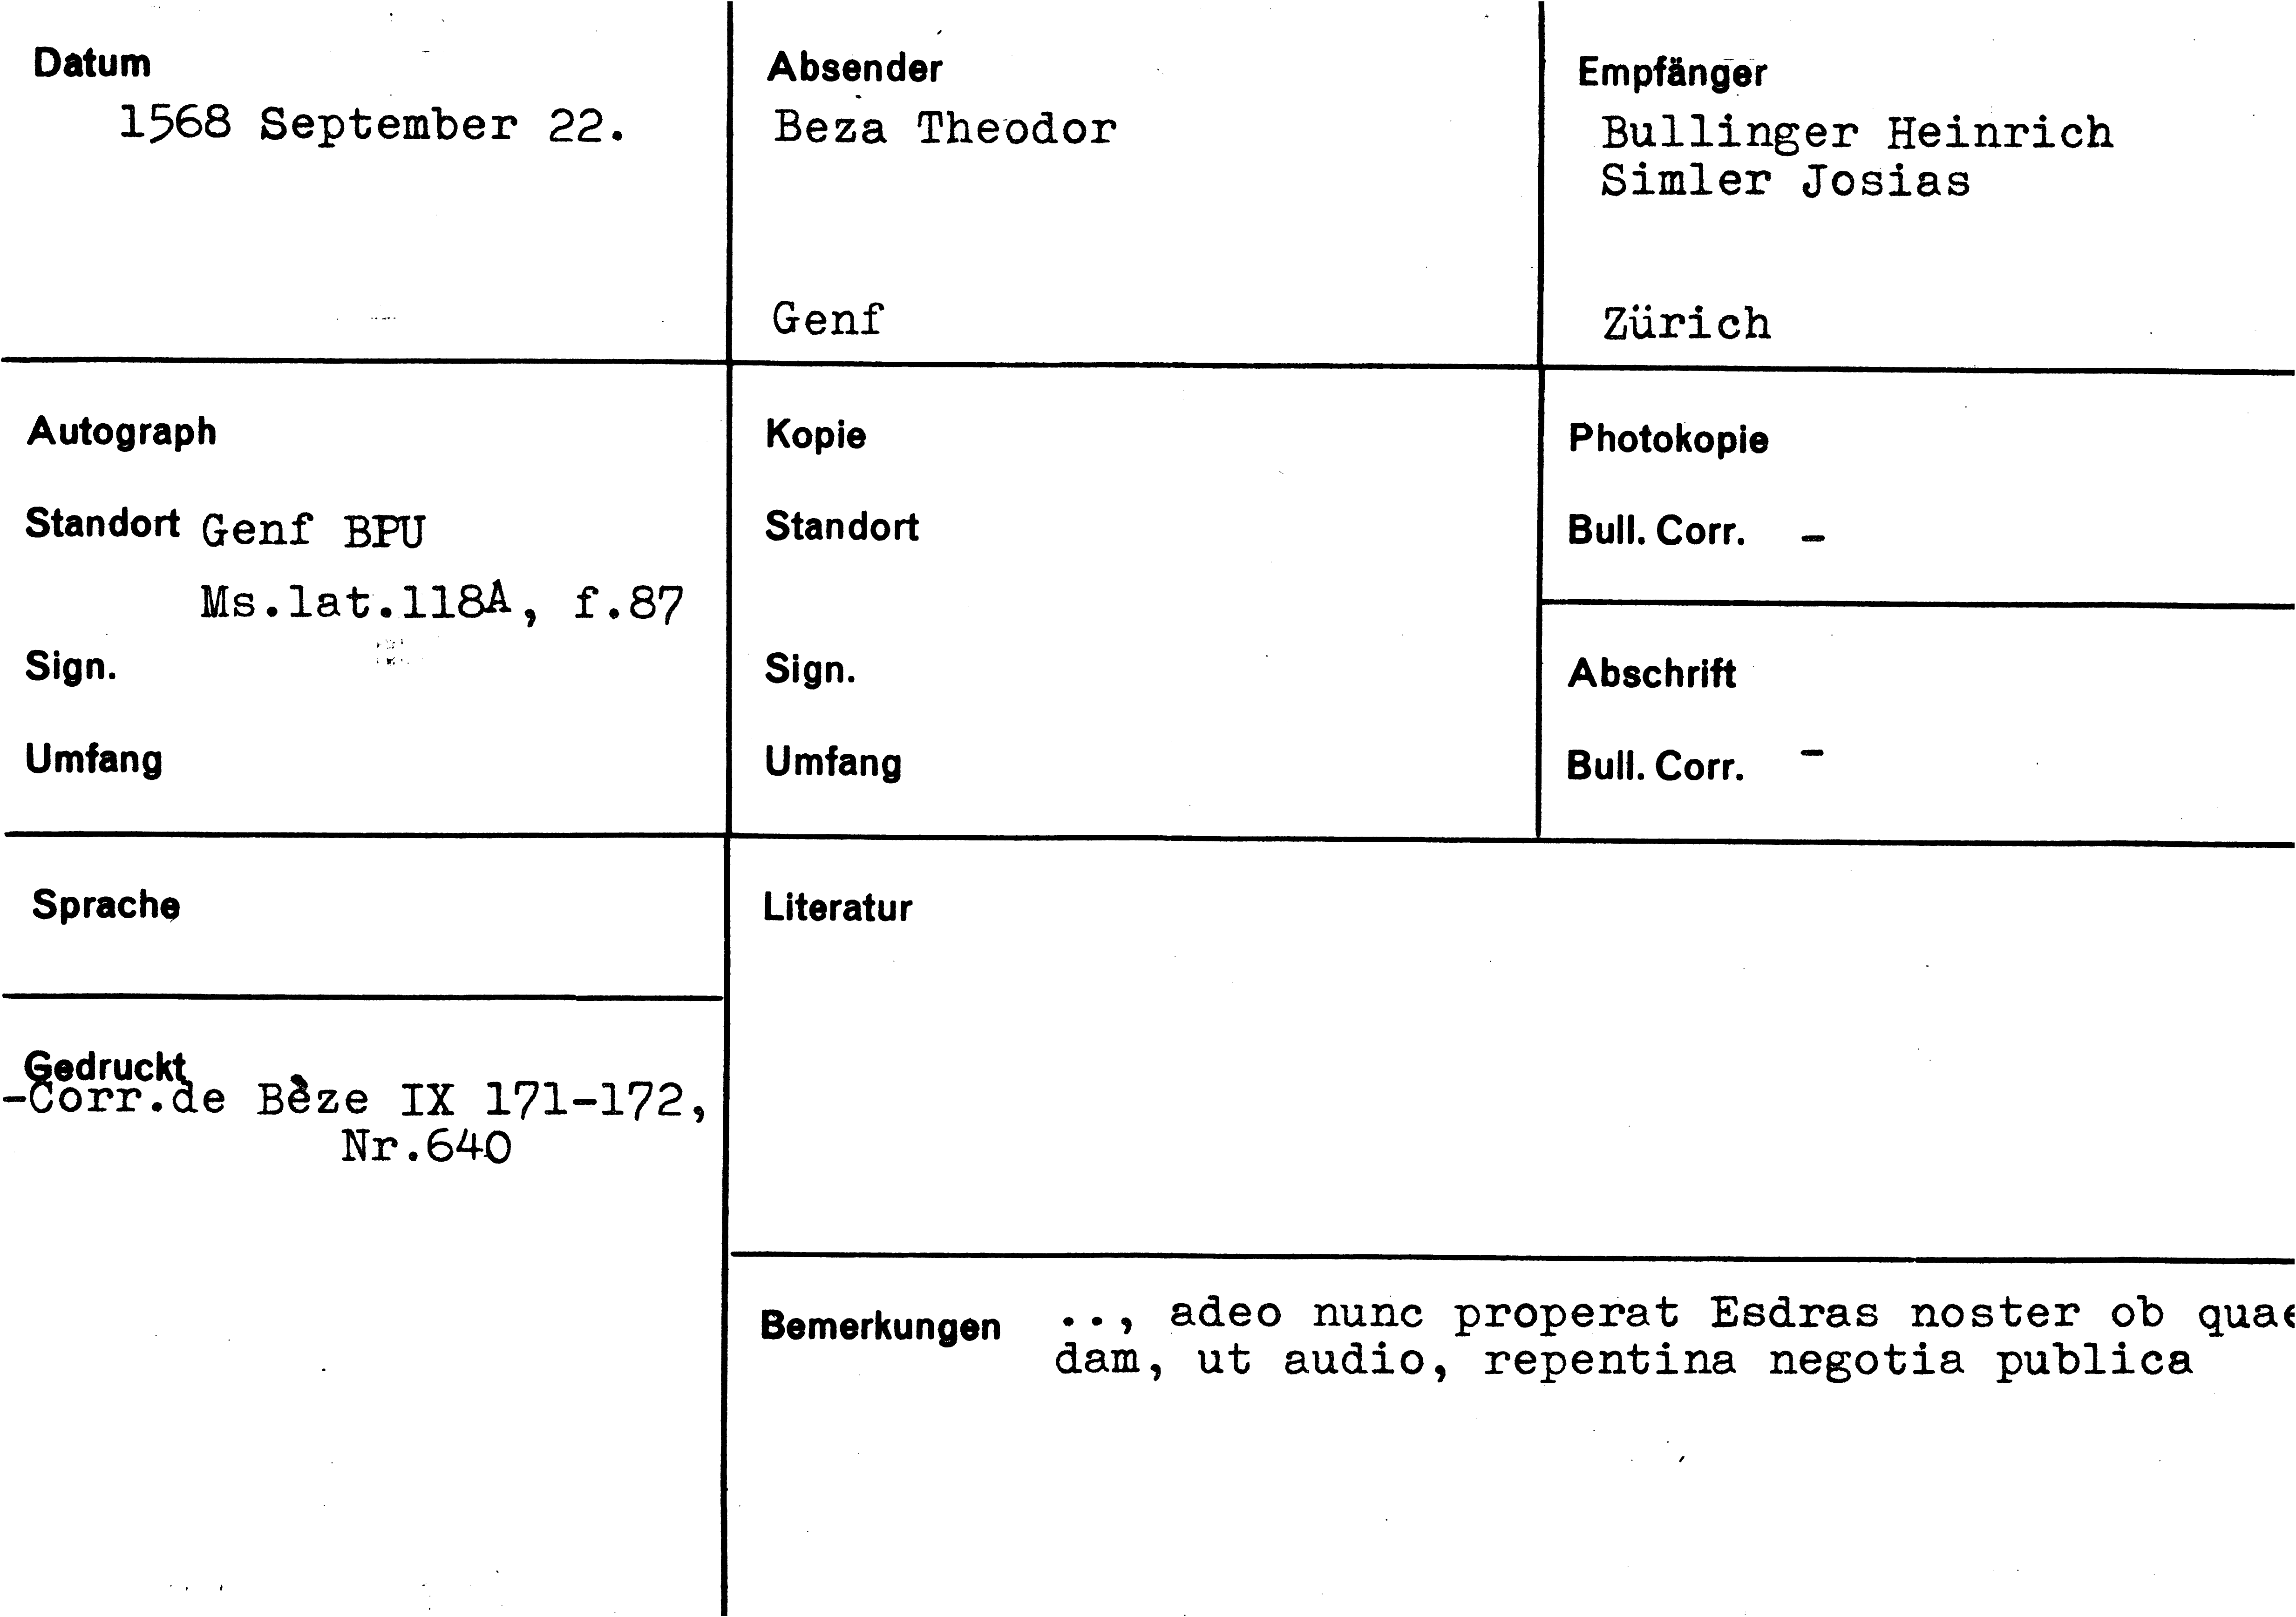 Datum
1568 September 22.
Absender
Beza Theodor
Genf
Empfänger
Bullinger Heinrich
Simler Josias
Zürich
Autograph
Standort Genf BPU
Ms.lat.118A, f.87
Sign.
Umfang
Kopie
Standort
Sign.
Umfang
Photokopie
Bull. Corr. -
Abschrift
Bull. Corr. -
Sprache
Gedruckt
-Corr.de Bèze IX 171-172,
Nr.640
Literatur
Bemerkungen .., adeo nunc properat Esdras noster ob quae
dam, ut audio, repentina negotia publica